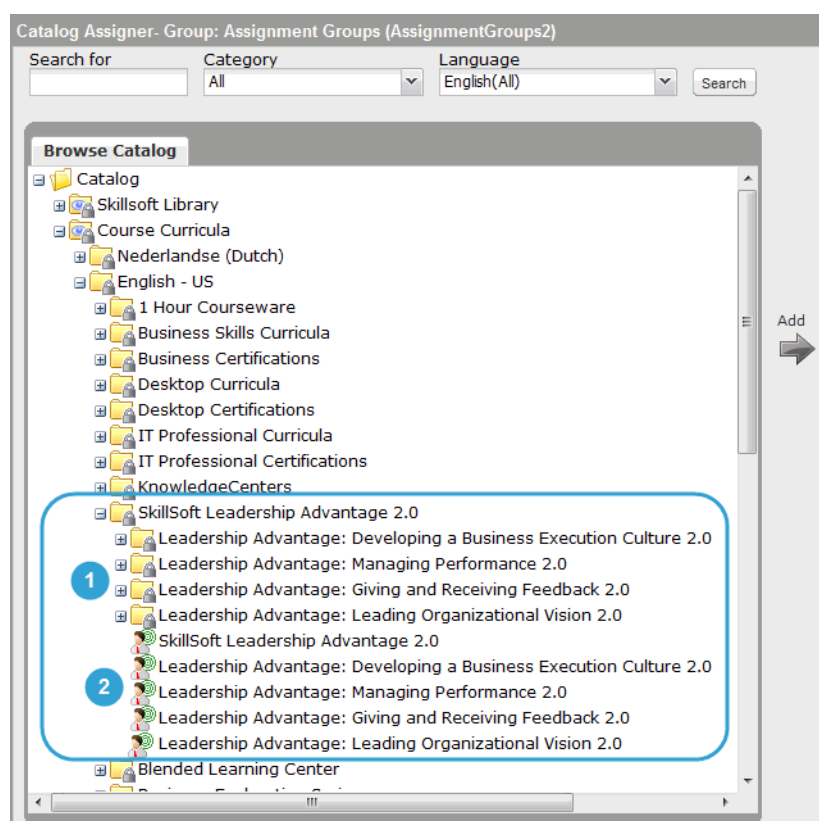 Catalog Assigner- Group: Assignment Groups (AssignmentGroups2)
Search for Category Language
All English(All) Search
Browse Catalog
Catalog
Skillsoft Library
Course Curricula
Nederlandse (Dutch)
English - US
1 Hour Courseware
Business Skills Curricula
Add
Business Certifications
Desktop Curricula
Desktop Certifications
IT Professional Curricula
IT Professional Certifications
KnowledgeCenters
SkillSoft Leadership Advantage 2.0
Leadership Advantage: Developing a Business Execution Culture 2.0
Leadership Advantage: Managing Performance 2.0
1
Leadership Advantage: Giving and Receiving Feedback 2.0
Leadership Advantage: Leading Organizational Vision 2.0
SkillSoft Leadership Advantage 2.0
Leadership Advantage: Developing a Business Execution Culture 2.0
2
Leadership Advantage: Managing Performance 2.0
Leadership Advantage: Giving and Receiving Feedback 2.0
Leadership Advantage: Leading Organizational Vision 2.0
Blended Learning Center